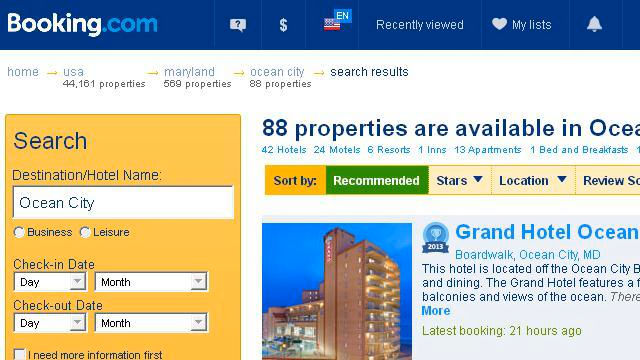 Booking.com
$
EN
Recently viewed
My lists
home → usa → maryland → ocean city → search results
44,161 properties 569 properties 88 properties
Search
Destination/Hotel Name:
Ocean City
Business Leisure
Check-in Date
Day Month
Check-out Date
Day Month
I need more information first
88 properties are available in Ocea
42 Hotels 24 Motels 6 Resorts 1 Inns 13 Apartments 1 Bed and Breakfasts 1
Sort by: Recommended Stars Location Review Sc
2013
Grand Hotel Ocean
Boardwalk, Ocean City, MD
This hotel is located off the Ocean City B
and dining. The Grand Hotel features a f
balconies and views of the ocean. There
More
Latest booking: 21 hours ago